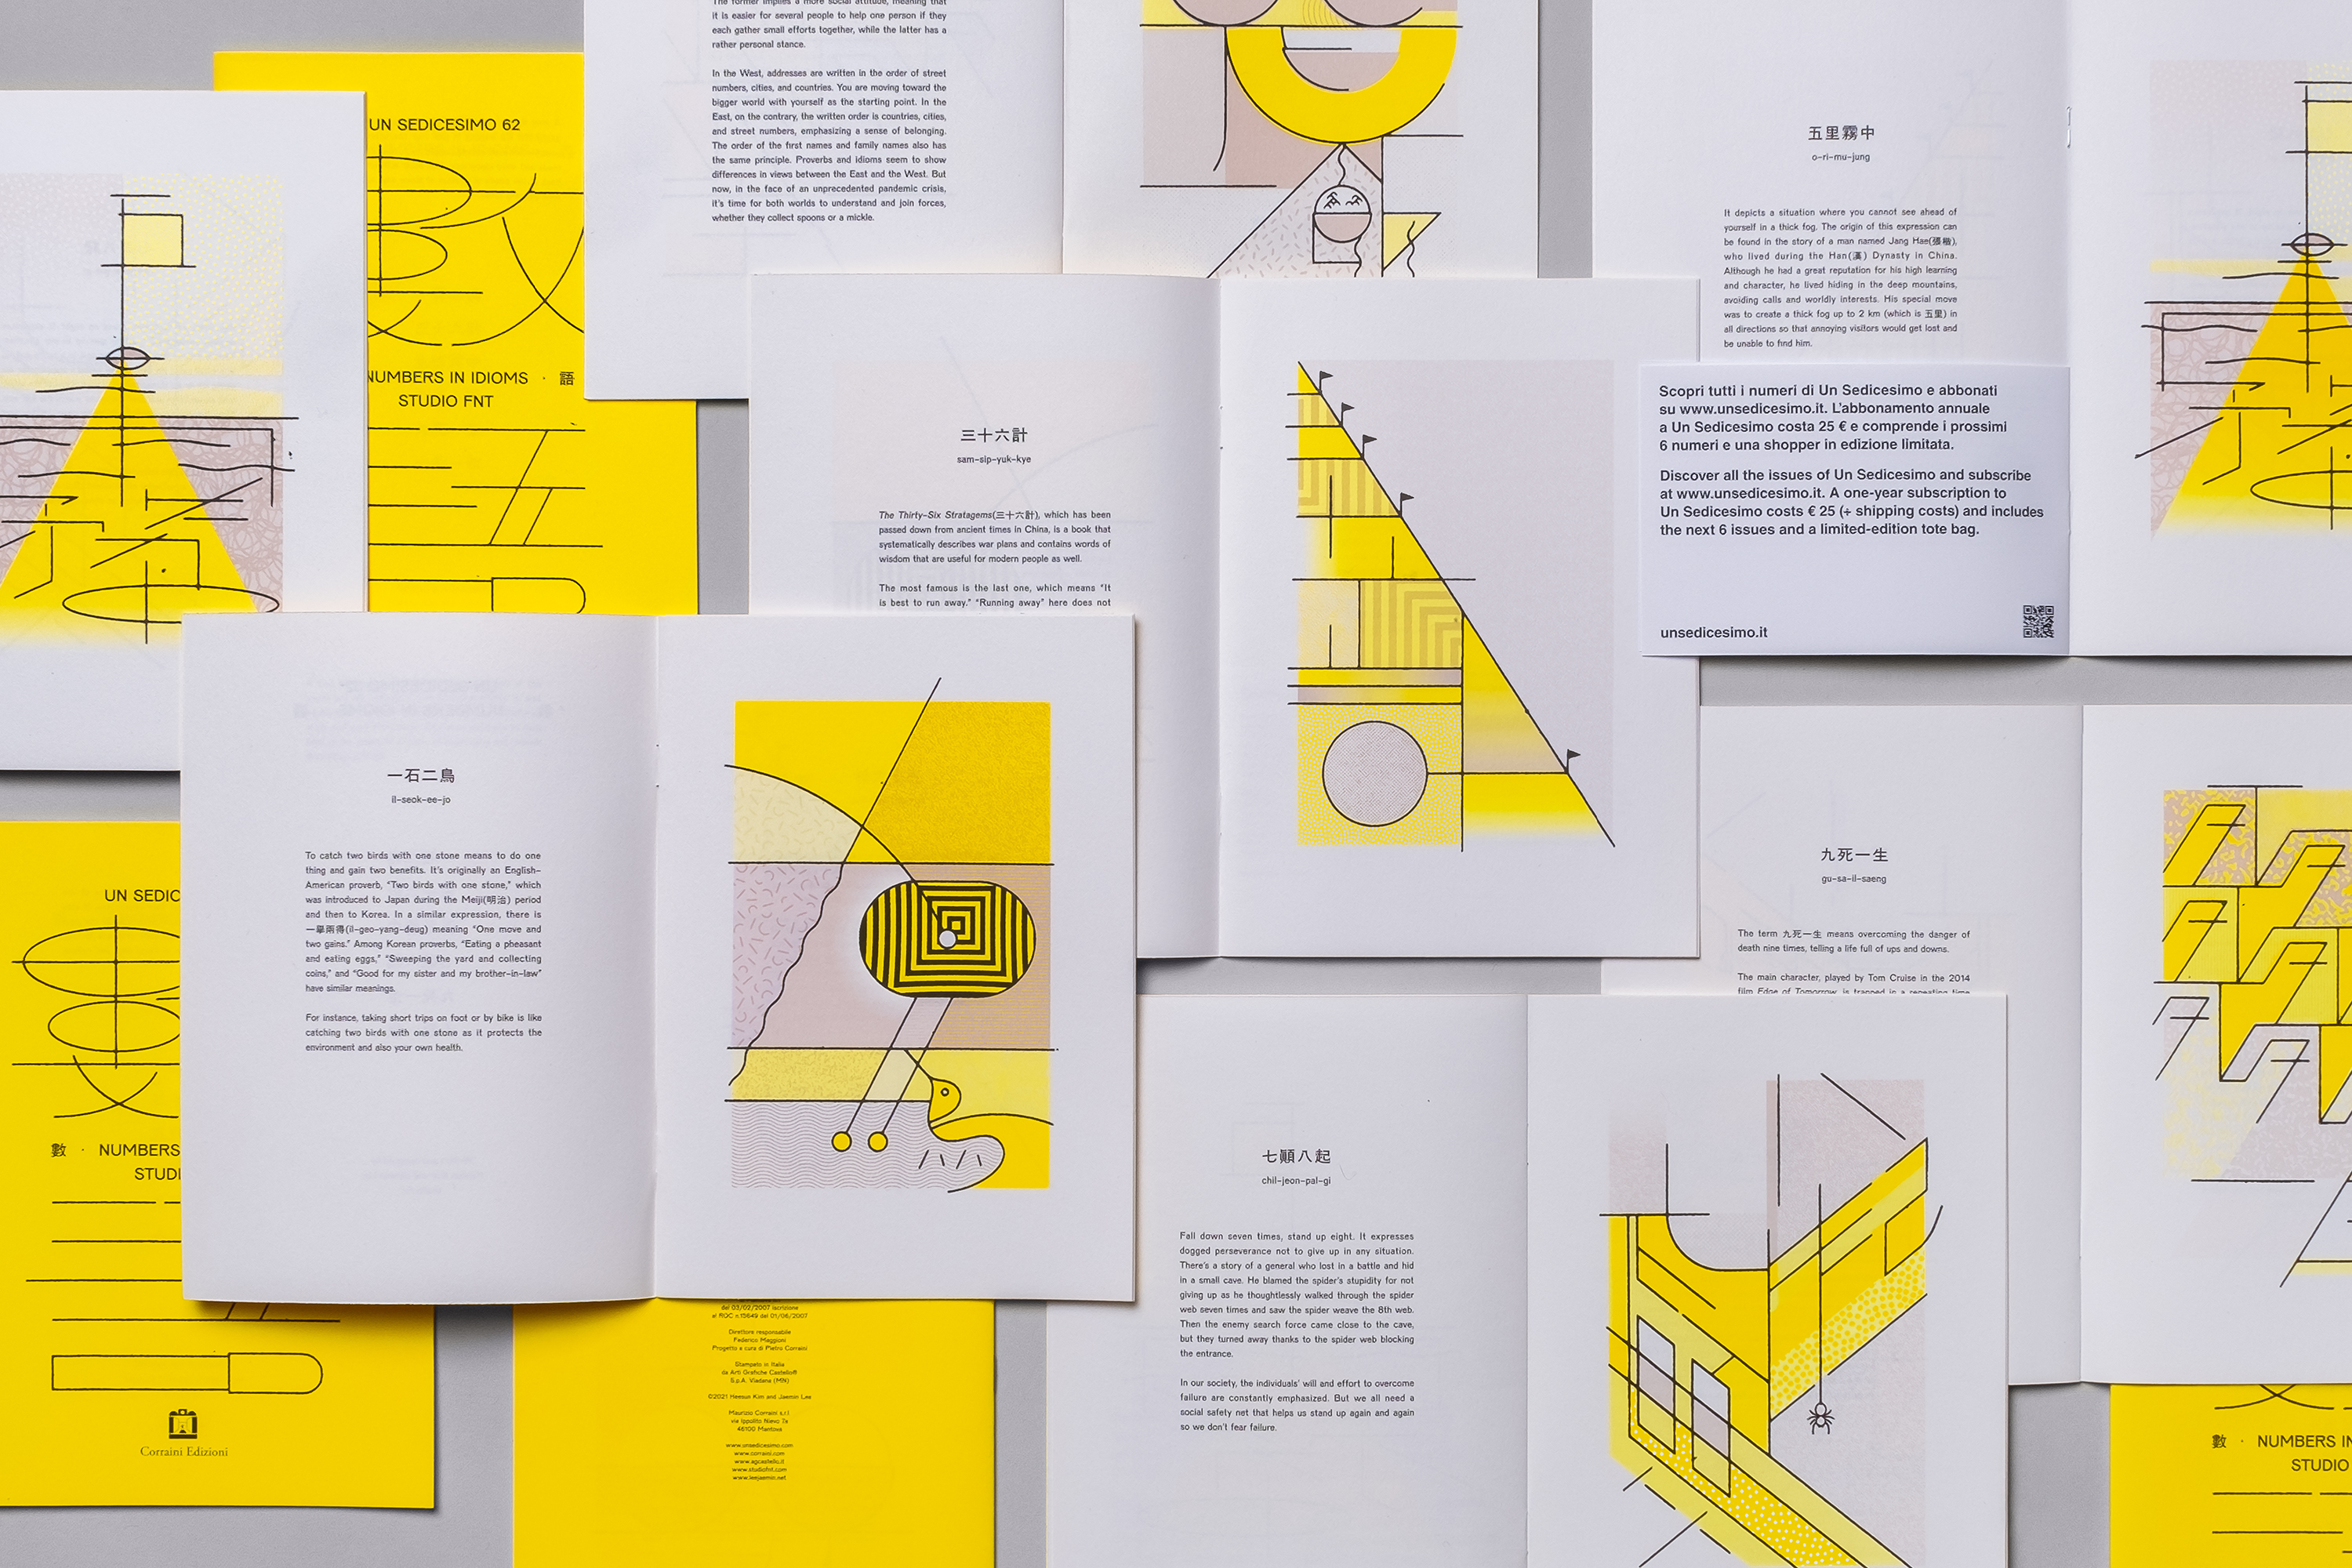 UN SEDICESIMO 62
NUMBERS IN IDIOMS · 語
STUDIO FNT
The former implies a more social attitude, meaning that
it is easier for several people to help one person if they
each gather small efforts together, while the latter has a
rather personal stance.
In the West, addresses are written in the order of street
numbers, cities, and countries. You are moving toward the
bigger world with yourself as the starting point. In the
East, on the contrary, the written order is countries, cities,
and street numbers, emphasizing a sense of belonging.
The order of the first names and family names also has
the same principle. Proverbs and idioms seem to show
differences in views between the East and the West. But
now, in the face of an unprecedented pandemic crisis,
it's time for both worlds to understand and join forces,
whether they collect spoons or a mickle.
五里霧中
o-ri-mu-jung
It depicts a situation where you cannot see ahead of
yourself in a thick fog. The origin of this expression can
be found in the story of a man named Jang Hae(張楷),
who lived during the Han(漢) Dynasty in China.
Although he had a great reputation for his high learning
and character, he lived hiding in the deep mountains,
avoiding calls and worldly interests. His special move
was to create a thick fog up to 2 km (which is 五里) in
all directions so that annoying visitors would get lost and
be unable to find him.
Scopri tutti i numeri di Un Sedicesimo e abbonati
su www.unsedicesimo.it. L'abbonamento annuale
a Un Sedicesimo costa 25 € e comprende i prossimi
6 numeri e una shopper in edizione limitata.
Discover all the issues of Un Sedicesimo and subscribe
at www.unsedicesimo.it. A one-year subscription to
Un Sedicesimo costs € 25 (+ shipping costs) and includes
the next 6 issues and a limited-edition tote bag.
unsedicesimo.it
三十六計
sam-sip-yuk-kye
The Thirty-Six Stratagems(三十六計), which has been
passed down from ancient times in China, is a book that
systematically describes war plans and contains words of
wisdom that are useful for modern people as well.
The most famous is the last one, which means "It
is best to run away." "Running away" here does not
一石二鳥
il-seok-ee-jo
To catch two birds with one stone means to do one
thing and gain two benefits. It's originally an English-
American proverb, "Two birds with one stone," which
was introduced to Japan during the Meiji(明治) period
and then to Korea. In a similar expression, there is
一擧兩得(il-geo-yang-deug) meaning "One move and
two gains." Among Korean proverbs, "Eating a pheasant
and eating eggs," "Sweeping the yard and collecting
coins," and "Good for my sister and my brother-in-law"
have similar meanings.
For instance, taking short trips on foot or by bike is like
catching two birds with one stone as it protects the
environment and also your own health.
九死一生
gu-sa-il-saeng
The term 九死一生 means overcoming the danger of
death nine times, telling a life full of ups and downs.
The main character, played by Tom Cruise in the 2014
film Edge of Tomorrow, is trapped in a repeating time
七顚八起
chil-jeon-pal-gi
Fall down seven times, stand up eight. It expresses
dogged perseverance not to give up in any situation.
There's a story of a general who lost in a battle and hid
in a small cave. He blamed the spider's stupidity for not
giving up as he thoughtlessly walked through the spider
web seven times and saw the spider weave the 8th web.
Then the enemy search force came close to the cave,
but they turned away thanks to the spider web blocking
the entrance.
In our society, the individuals' will and effort to overcome
failure are constantly emphasized. But we all need a
social safety net that helps us stand up again and again
so we don't fear failure.
UN SEDIC
數 · NUMBERS
STUDI
Corraini Edizioni
del 03/02/2007 iscrizione
al ROC n.15649 del 01/06/2007
Direttore responsabile
Federico Maggioni
Progetto a cura di Pietro Corraini
Stampato in Italia
da Arti Grafiche Castello®
S.p.A. Viadana (MN)
©2021 Heesun Kim and Jaemin Lee
Maurizio Corraini s.r.l.
via Ippolito Nievo 7a
46100 Mantova
www.unsedicesimo.com
www.corraini.com
www.agcastello.it
www.studiofnt.com
www.leejaemin.net
數 · NUMBERS IN
STUDIO